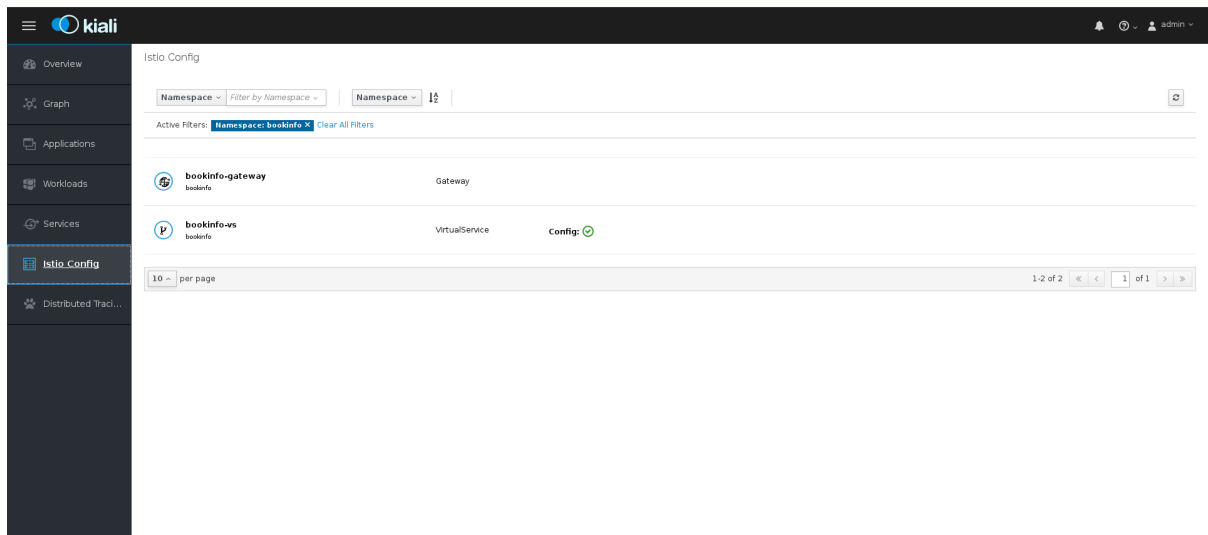 kiali
admin
Overview
Graph
Applications
Workloads
Services
Istio Config
Distributed Traci...
Istio Config
Namespace Filter by Namespace Namespace
Active Filters: Namespace: bookinfo × Clear All Filters
bookinfo-gateway
bookinfo
Gateway
bookinfo-vs
bookinfo
VirtualService
Config:
10 per page
1-2 of 2 « < 1 of 1 > »